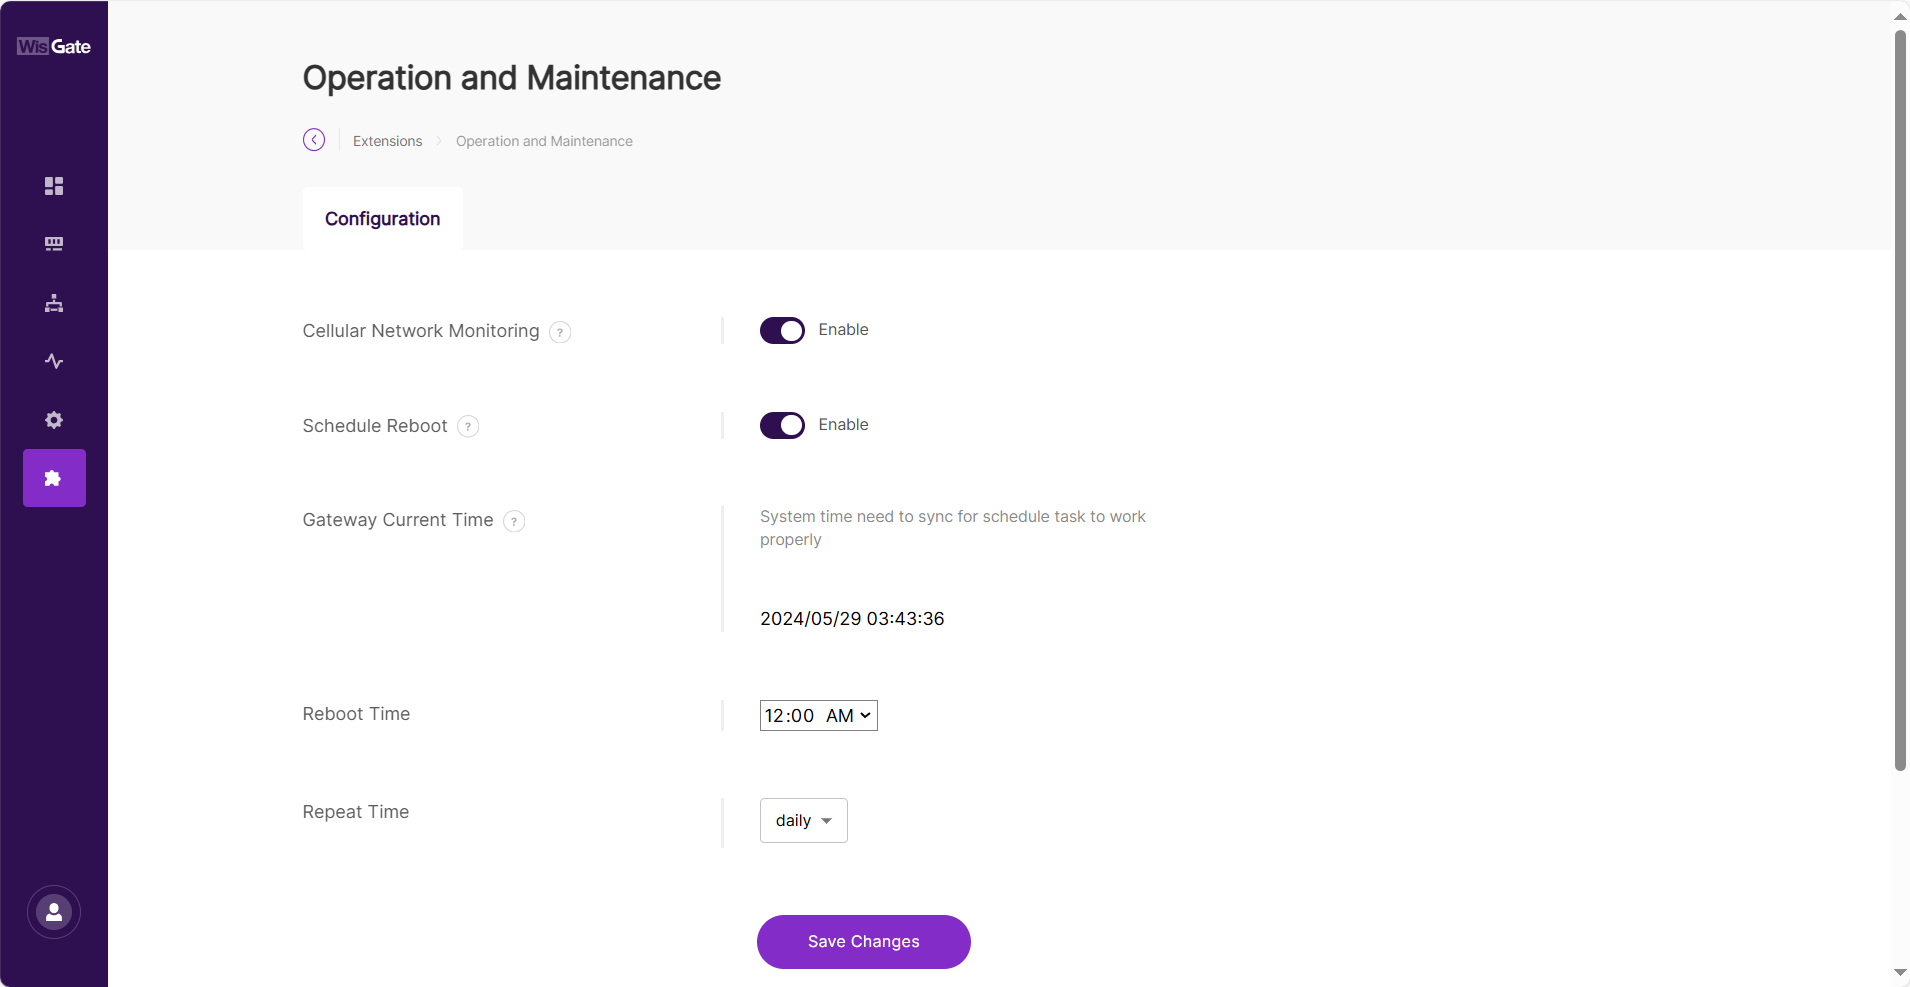 WisGate
Operation and Maintenance
Extensions
Operation and Maintenance
Configuration
Cellular Network Monitoring ?
Enable
Schedule Reboot ?
Enable
Gateway Current Time ?
System time need to sync for schedule task to work
properly
2024/05/29 03:43:36
Reboot Time
12:00 AM
Repeat Time
daily
Save Changes